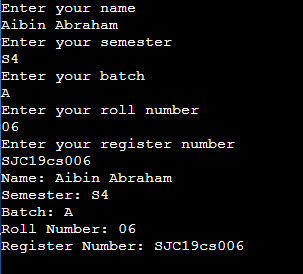 Enter your name
Aibin Abraham
Enter your semester
S4
Enter your batch
A
Enter your roll number
06
Enter your register number
SJC19cs006
Name: Aibin Abraham
Semester: S4
Batch: A
Roll Number: 06
Register Number: SJC19cs006